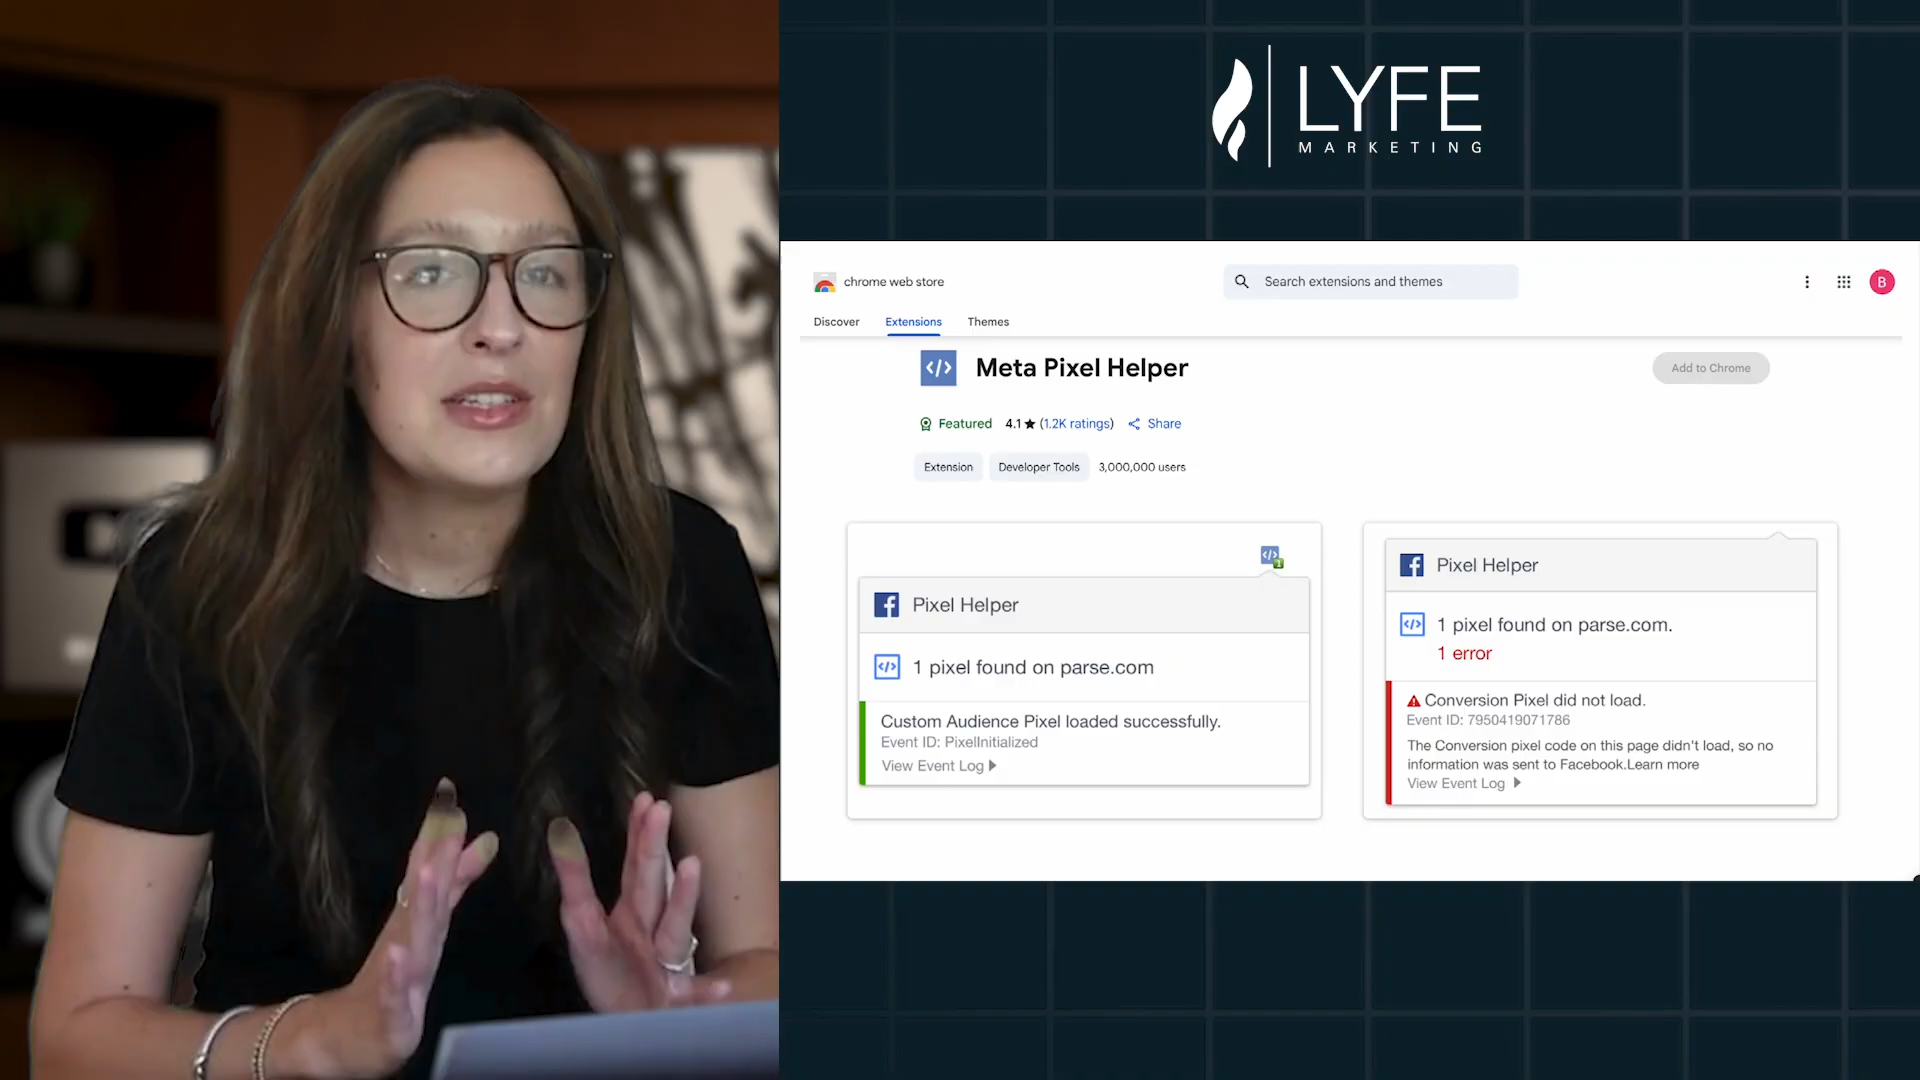 LYFE
MARKETING
chrome web store
Search extensions and themes
B
Discover
Extensions
Themes
</> Meta Pixel Helper
Add to Chrome
Featured 4.1★ (1.2K ratings) Share
Extension
Developer Tools
3,000,000 users
</> 1
Pixel Helper
</> 1 pixel found on parse.com
Custom Audience Pixel loaded successfully.
Event ID: PixelInitialized
View Event Log
Pixel Helper
</> 1 pixel found on parse.com.
1 error
Conversion Pixel did not load.
Event ID: 7950419071786
The Conversion pixel code on this page didn't load, so no
information was sent to Facebook.Learn more
View Event Log